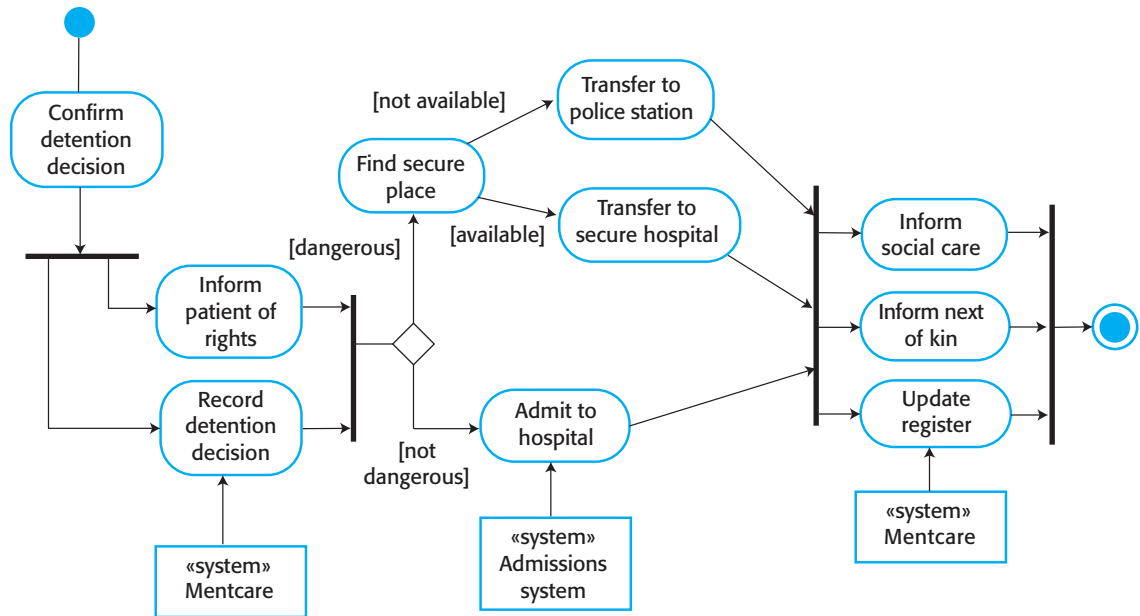 Confirm
detention
decision
Inform
patient of
rights
Record
detention
decision
«system»
Mentcare
[dangerous]
[not
dangerous]
Find secure
place
[not available]
[available]
Transfer to
police station
Transfer to
secure hospital
Admit to
hospital
«system»
Admissions
system
Inform
social care
Inform next
of kin
Update
register
«system»
Mentcare